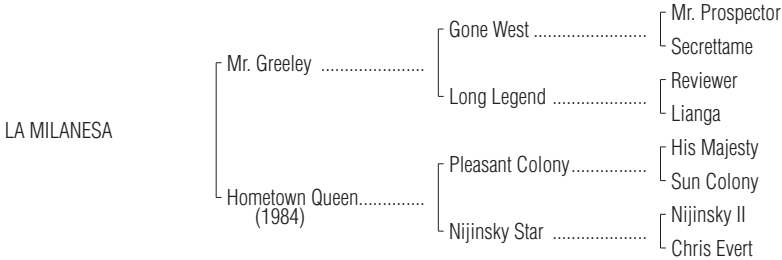 Mr. Prospector
Gone West ........................
Secrettame
Mr. Greeley ......................
Reviewer
Long Legend ....................
Lianga
LA MILANESA
His Majesty
Pleasant Colony................
Sun Colony
Hometown Queen..............
(1984)
Nijinsky II
Nijinsky Star ....................
Chris Evert